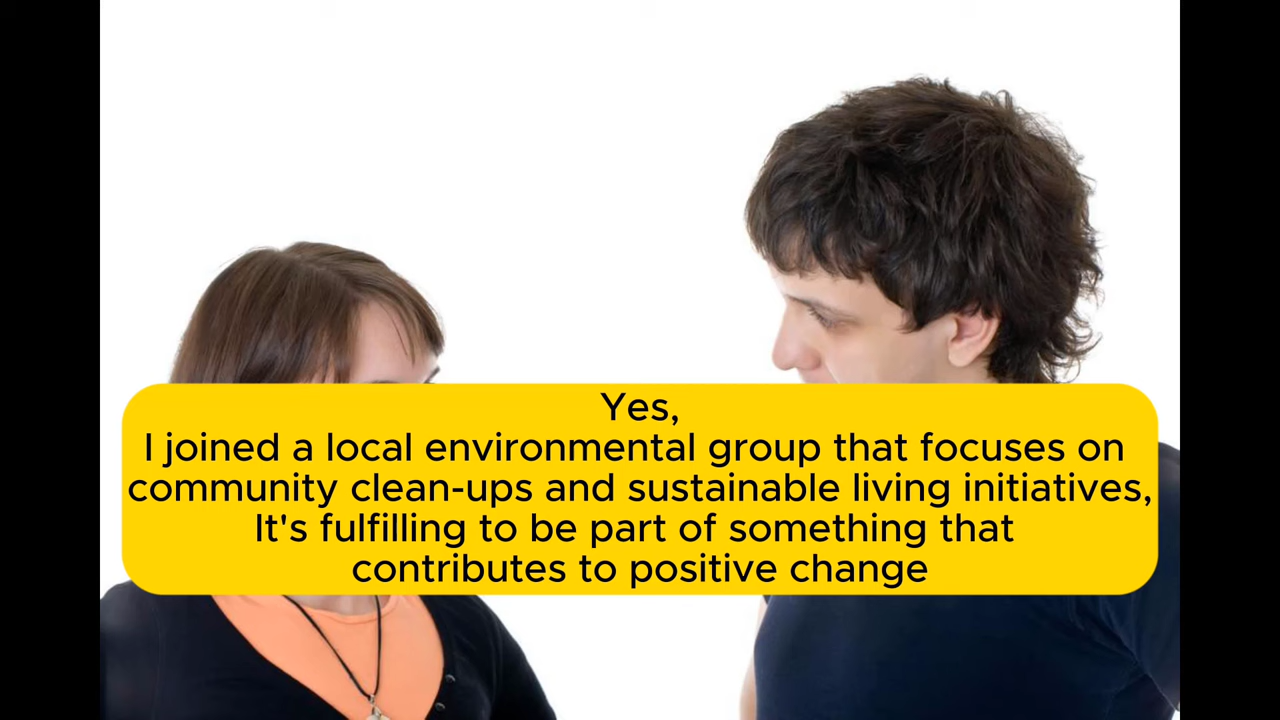 Yes,
I joined a local environmental group that focuses on
community clean-ups and sustainable living initiatives,
It's fulfilling to be part of something that
contributes to positive change